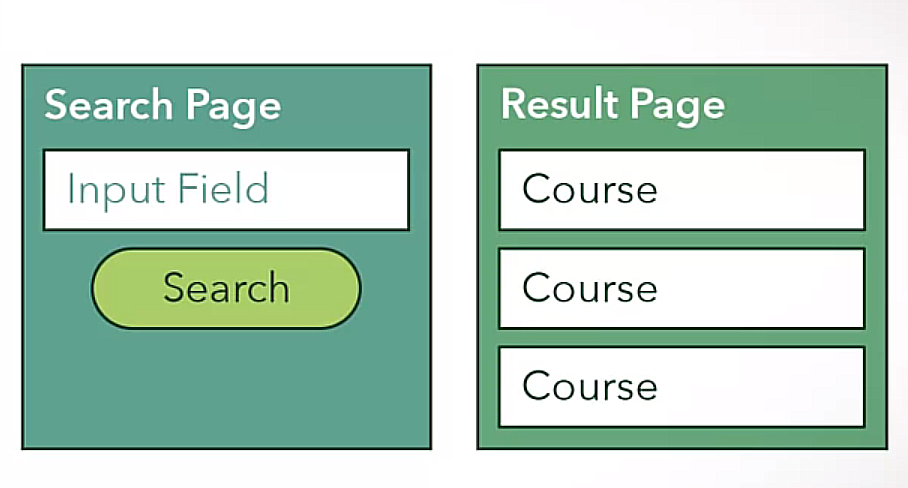 Search Page
Input Field
Search
Result Page
Course
Course
Course